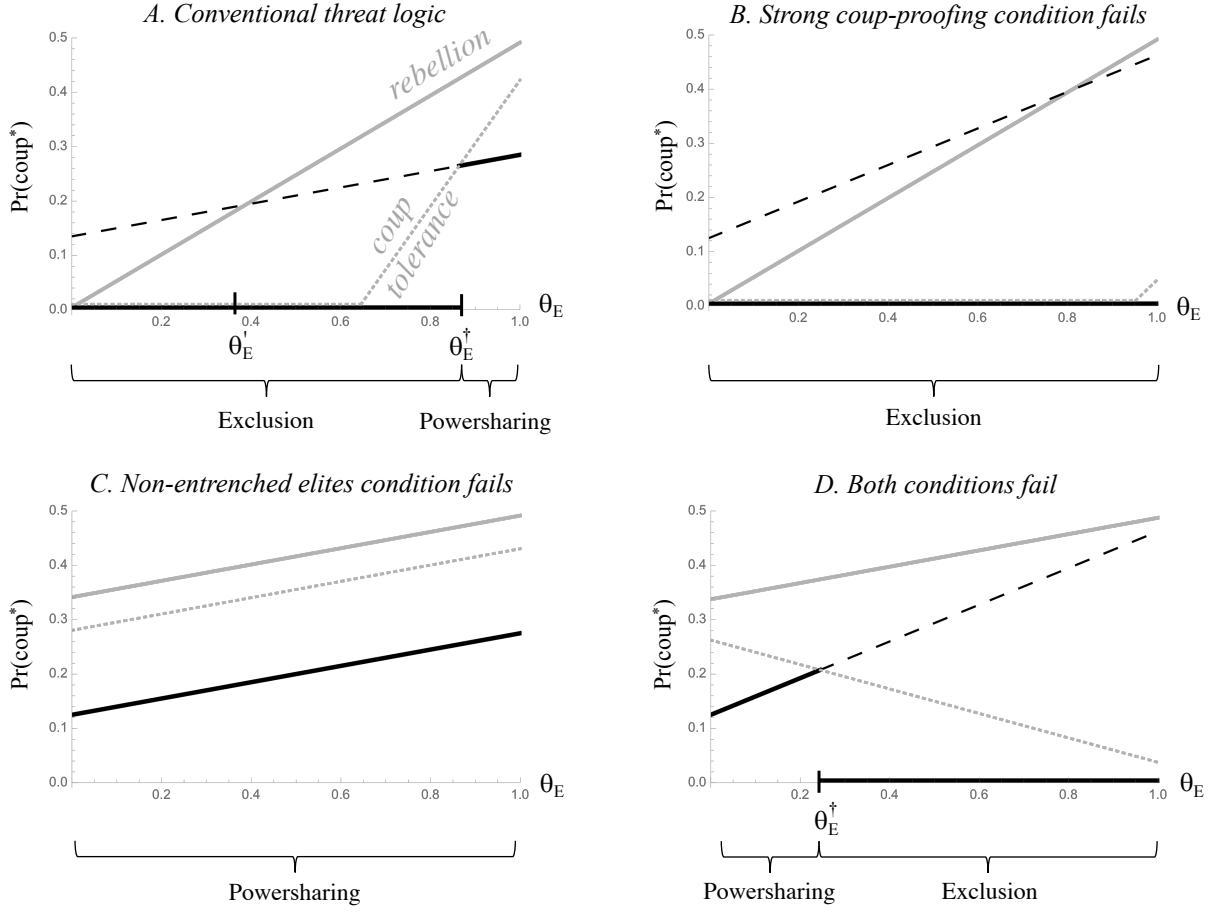 A. Conventional threat logic
Pr(coup*)
0.5
0.4
0.3
0.2
0.1
0.0
rebellion
coup
tolerance
0.2 0.4 0.6 0.8 1.0
θE
θE'
θE†
Exclusion
Powersharing
B. Strong coup-proofing condition fails
Pr(coup*)
0.5
0.4
0.3
0.2
0.1
0.0
0.2 0.4 0.6 0.8 1.0
θE
Exclusion
C. Non-entrenched elites condition fails
Pr(coup*)
0.5
0.4
0.3
0.2
0.1
0.0
0.2 0.4 0.6 0.8 1.0
θE
Powersharing
D. Both conditions fail
Pr(coup*)
0.5
0.4
0.3
0.2
0.1
0.0
0.2 0.4 0.6 0.8 1.0
θE
θE†
Powersharing
Exclusion